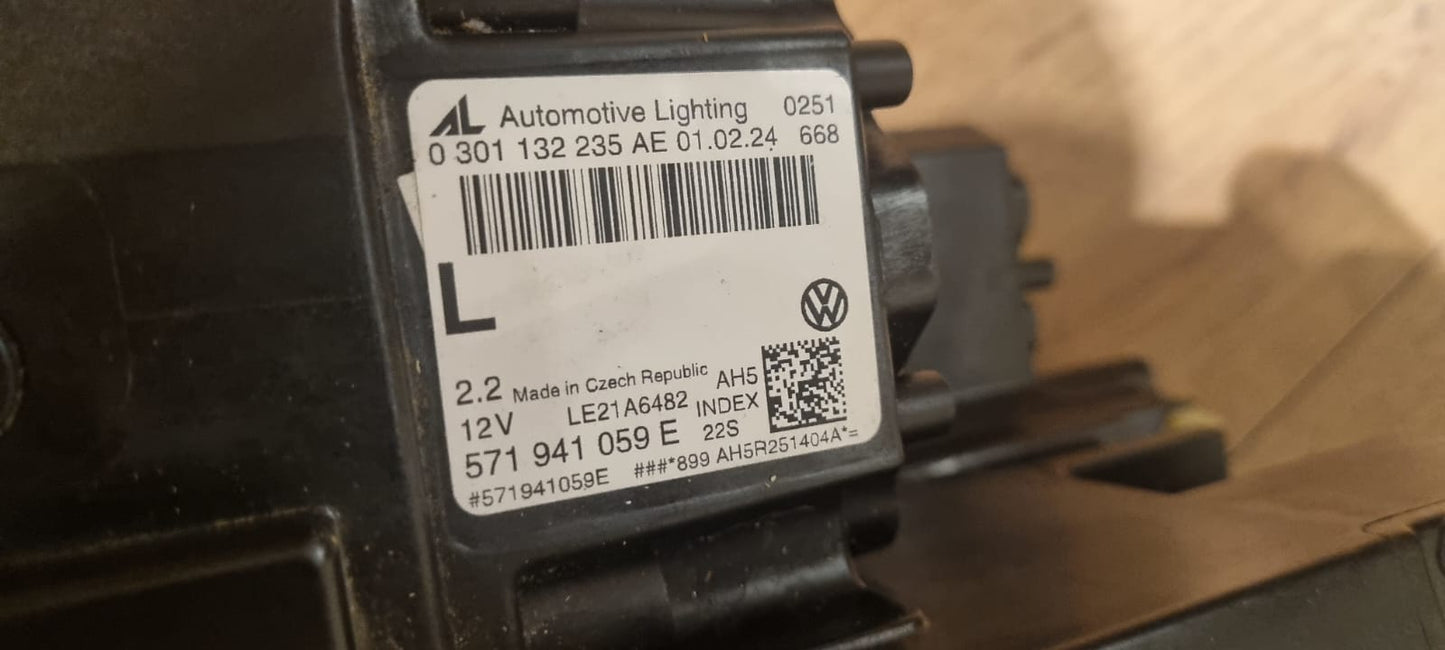 AL Automotive Lighting 0251
0 301 132 235 AE 01.02.24 668
L
2.2 Made in Czech Republic AH5
12V LE21A6482 INDEX
571 941 059 E 22S
#571941059E ###*899 AH5R251404A*=